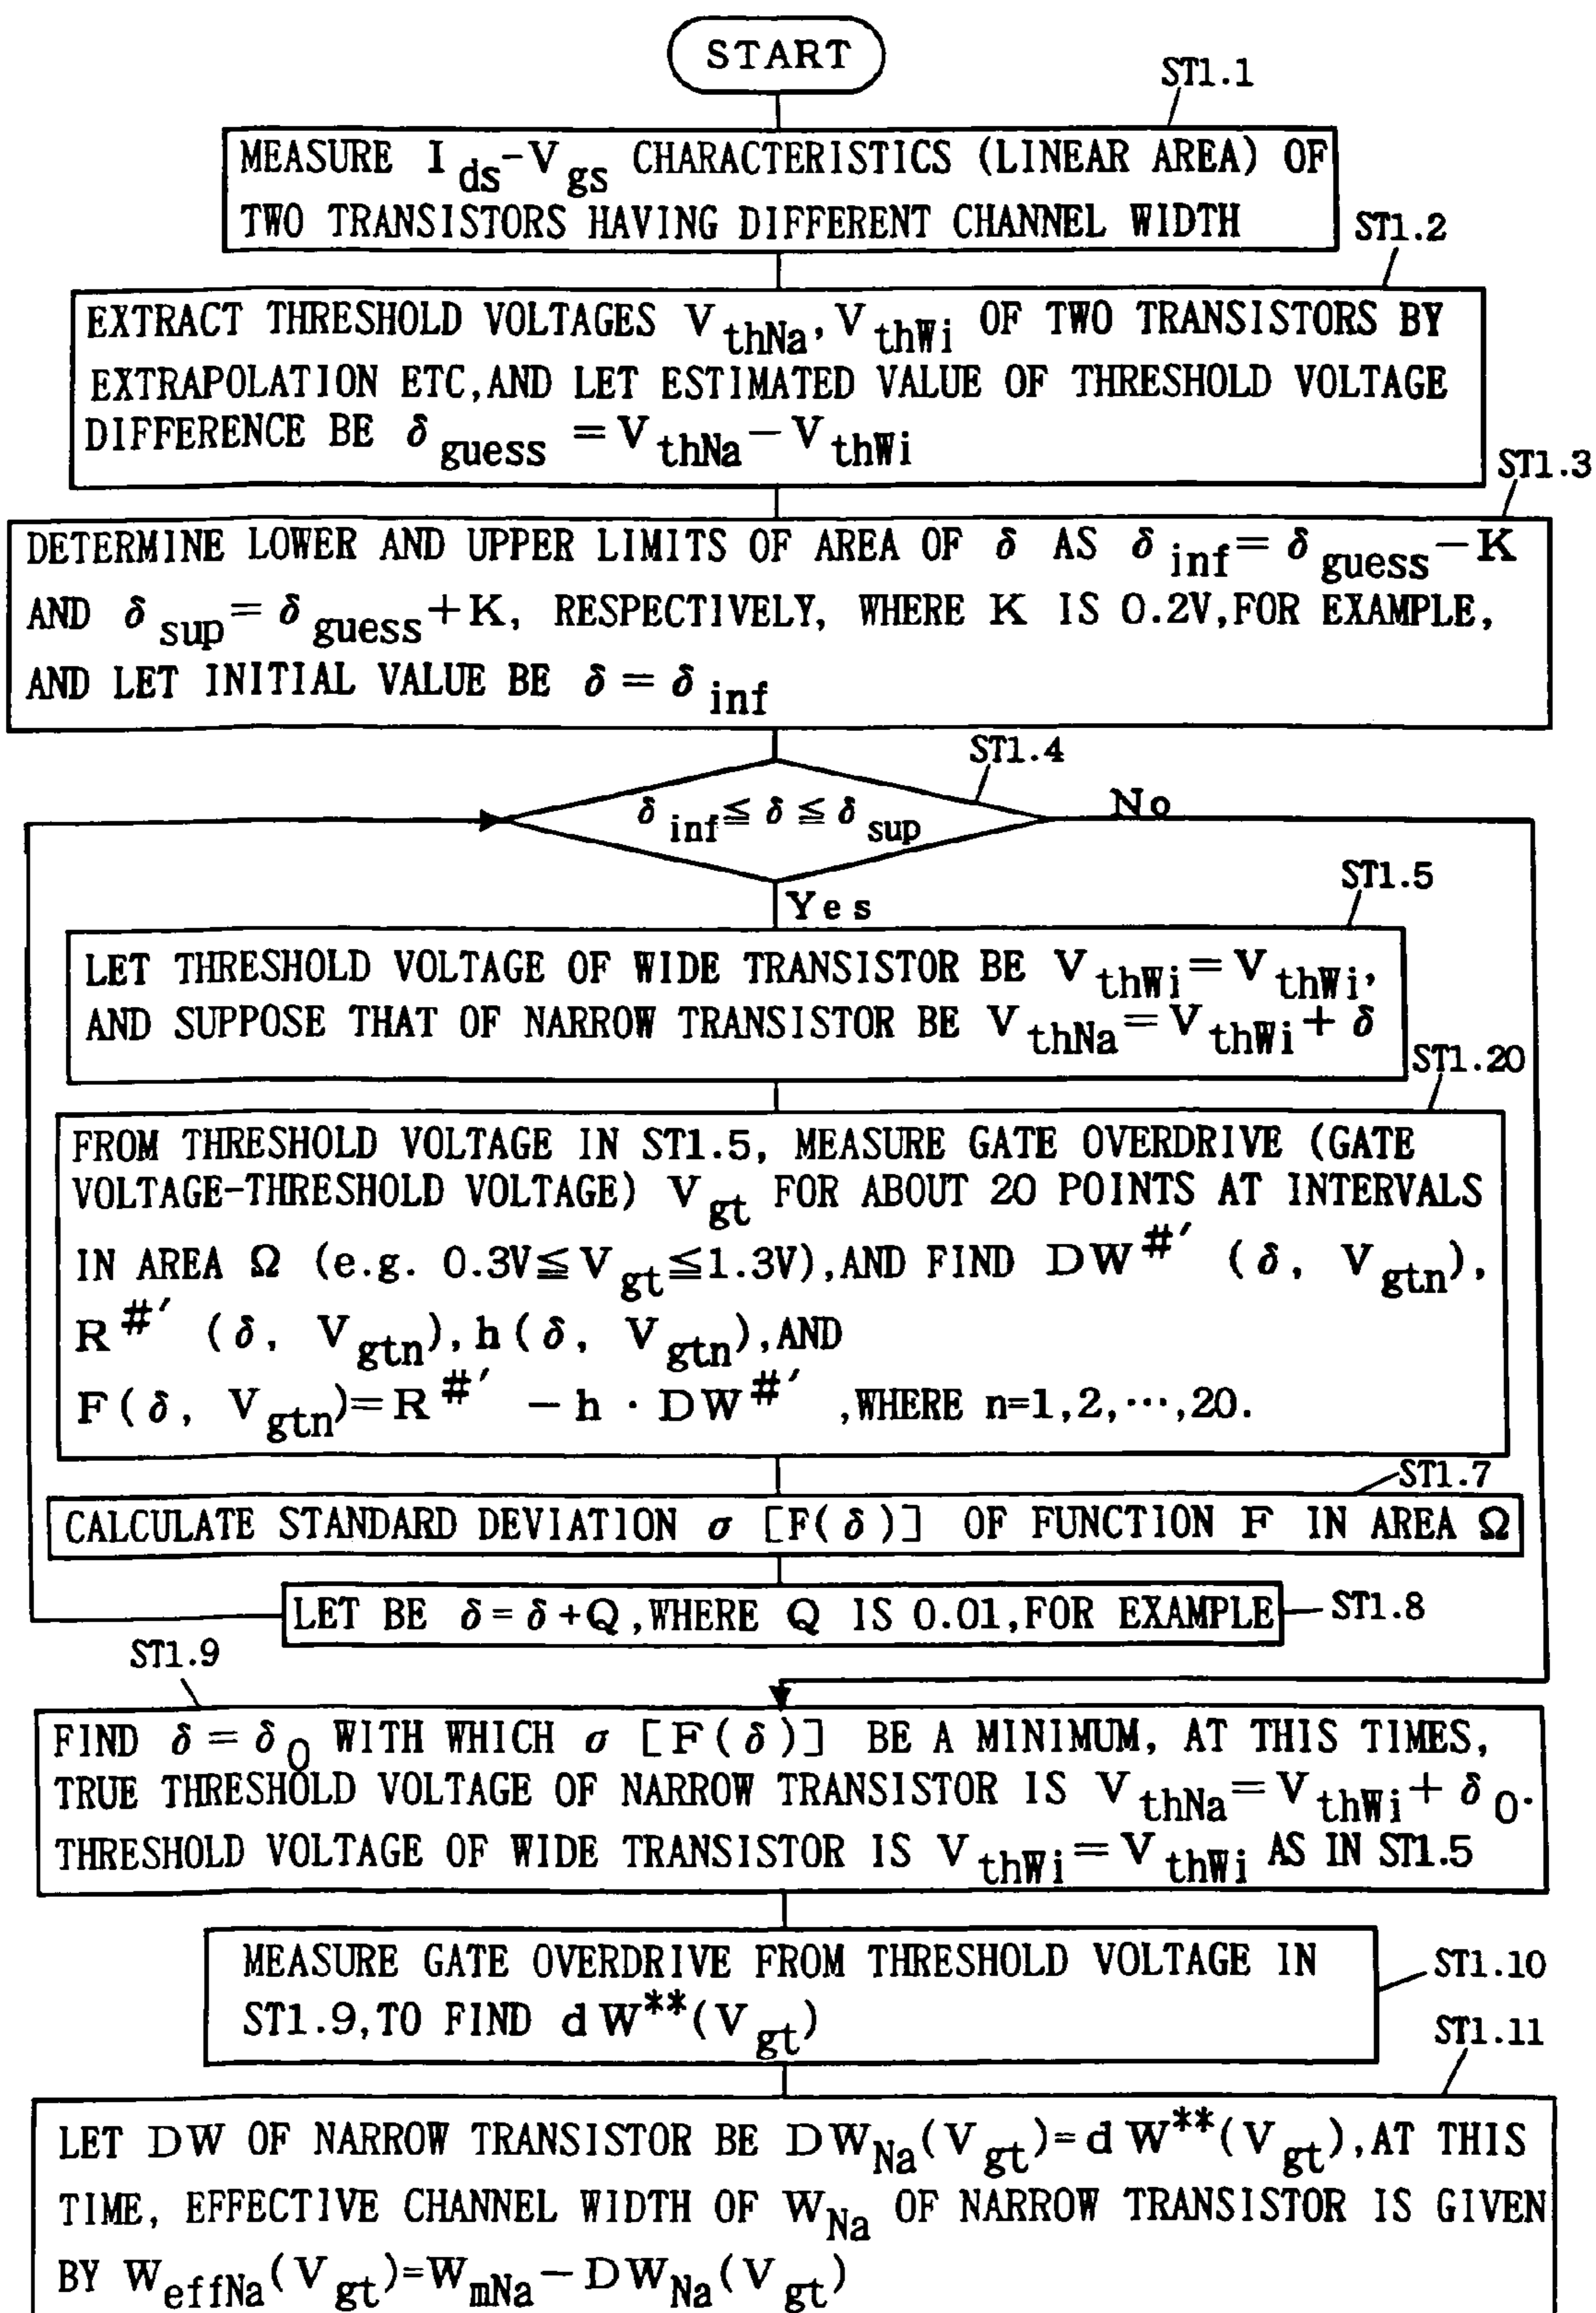 START
ST1.1
MEASURE I ds-V gs CHARACTERISTICS (LINEAR AREA) OF
TWO TRANSISTORS HAVING DIFFERENT CHANNEL WIDTH
ST1.2
EXTRACT THRESHOLD VOLTAGES V thNa, V thWi OF TWO TRANSISTORS BY
EXTRAPOLATION ETC,AND LET ESTIMATED VALUE OF THRESHOLD VOLTAGE
DIFFERENCE BE δ guess =V thNa−V thWi
ST1.3
DETERMINE LOWER AND UPPER LIMITS OF AREA OF δ AS δ inf=δ guess−K
AND δ sup=δ guess+K, RESPECTIVELY, WHERE K IS 0.2V,FOR EXAMPLE,
AND LET INITIAL VALUE BE δ=δ inf
ST1.4
δ inf≦δ≦δ sup
No
Yes
ST1.5
LET THRESHOLD VOLTAGE OF WIDE TRANSISTOR BE V thWi=V thWi,
AND SUPPOSE THAT OF NARROW TRANSISTOR BE V thNa=V thWi+δ
ST1.20
FROM THRESHOLD VOLTAGE IN ST1.5, MEASURE GATE OVERDRIVE (GATE
VOLTAGE-THRESHOLD VOLTAGE) V gt FOR ABOUT 20 POINTS AT INTERVALS
IN AREA Ω (e.g. 0.3V≦V gt≦1.3V),AND FIND DW#′ (δ, V gtn),
R#′ (δ, V gtn),h(δ, V gtn),AND
F(δ, V gtn)=R#′ −h·DW#′ ,WHERE n=1,2,···,20.
ST1.7
CALCULATE STANDARD DEVIATION σ [F(δ)] OF FUNCTION F IN AREA Ω
LET BE δ=δ+Q,WHERE Q IS 0.01,FOR EXAMPLE
ST1.8
ST1.9
FIND δ=δ0 WITH WHICH σ [F(δ)] BE A MINIMUM, AT THIS TIMES,
TRUE THRESHOLD VOLTAGE OF NARROW TRANSISTOR IS V thNa=V thWi+δ0.
THRESHOLD VOLTAGE OF WIDE TRANSISTOR IS V thWi=V thWi AS IN ST1.5
MEASURE GATE OVERDRIVE FROM THRESHOLD VOLTAGE IN
ST1.9,TO FIND dW**(V gt)
ST1.10
ST1.11
LET DW OF NARROW TRANSISTOR BE DWNa(V gt)=dW**(V gt),AT THIS
TIME, EFFECTIVE CHANNEL WIDTH OF WNa OF NARROW TRANSISTOR IS GIVEN
BY WeffNa(V gt)=WmNa−DWNa(V gt)